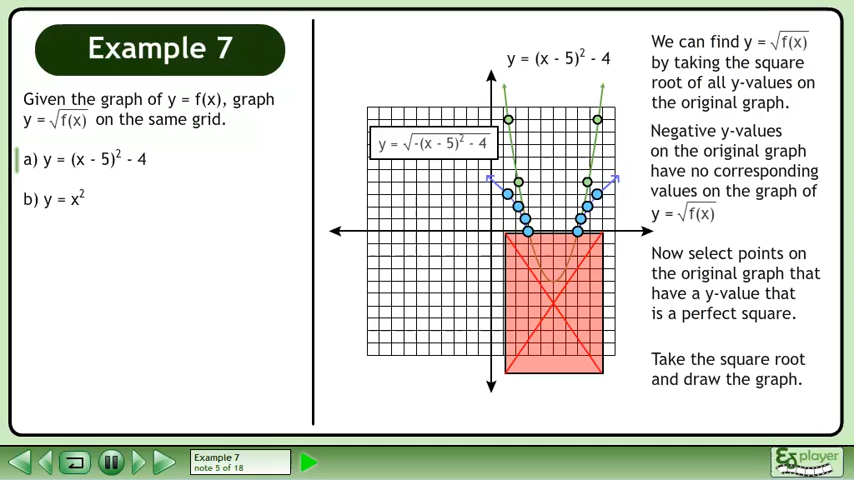 Example 7
Given the graph of y = f(x), graph
y = √f(x) on the same grid.
a) y = (x - 5)² - 4
b) y = x²
y = (x - 5)² - 4
y = √-(x - 5)² - 4
We can find y = √f(x)
by taking the square
root of all y-values on
the original graph.
Negative y-values
on the original graph
have no corresponding
values on the graph of
y = √f(x)
Now select points on
the original graph that
have a y-value that
is a perfect square.
Take the square root
and draw the graph.
Example 7
note 5 of 18
Ez player